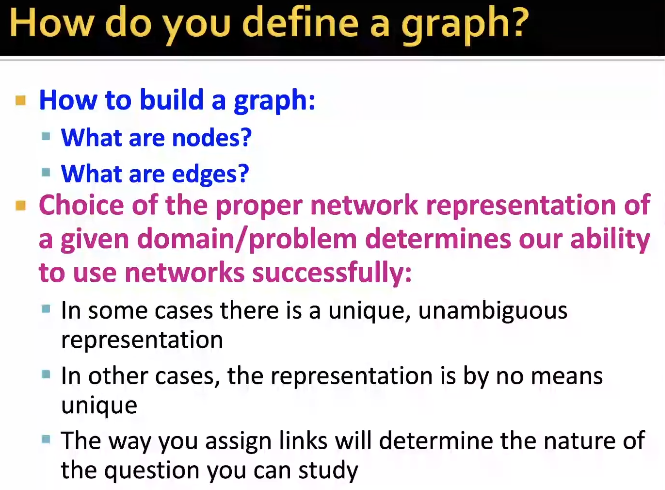 How do you define a graph?
How to build a graph:
What are nodes?
What are edges?
Choice of the proper network representation of
a given domain/problem determines our ability
to use networks successfully:
In some cases there is a unique, unambiguous
representation
In other cases, the representation is by no means
unique
The way you assign links will determine the nature of
the question you can study